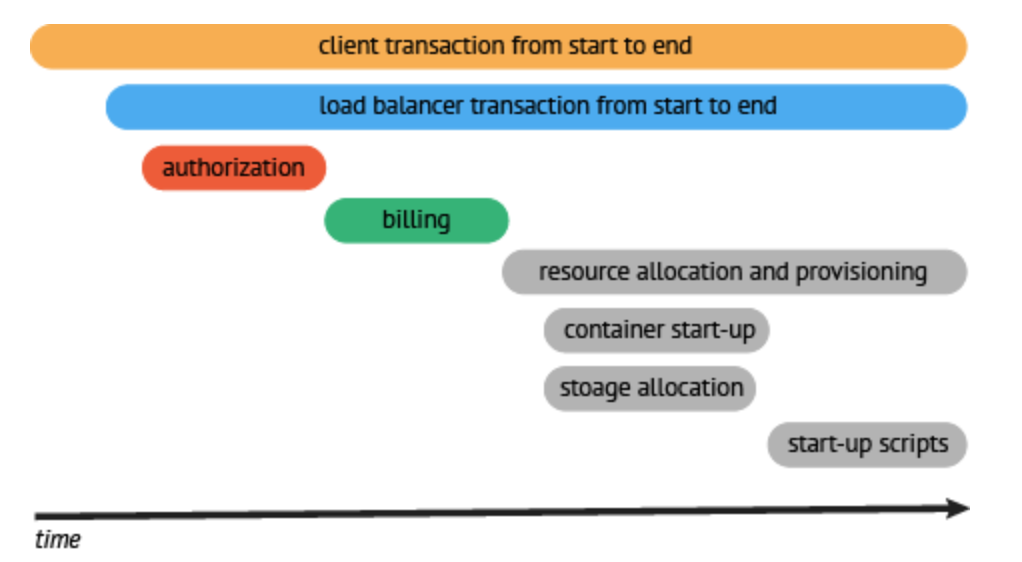 client transaction from start to end
load balancer transaction from start to end
authorization
billing
resource allocation and provisioning
container start-up
stoage allocation
start-up scripts
time